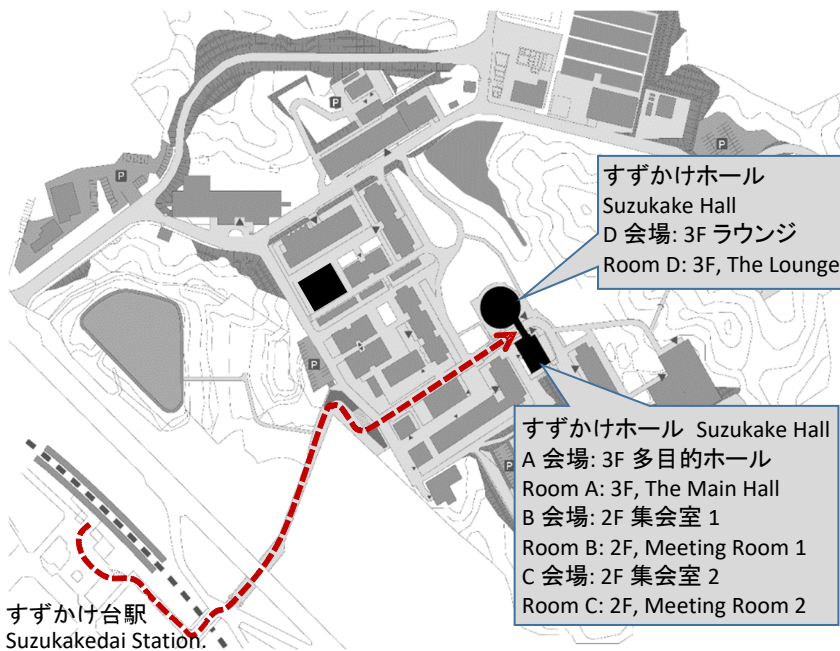 P
P
P
すずかけホール
Suzukake Hall
D 会場: 3F ラウンジ
Room D: 3F, The Lounge
P
すずかけホール Suzukake Hall
A 会場: 3F 多目的ホール
Room A: 3F, The Main Hall
B 会場: 2F 集会室 1
Room B: 2F, Meeting Room 1
C 会場: 2F 集会室 2
Room C: 2F, Meeting Room 2
P
すずかけ台駅
Suzukakedai Station.